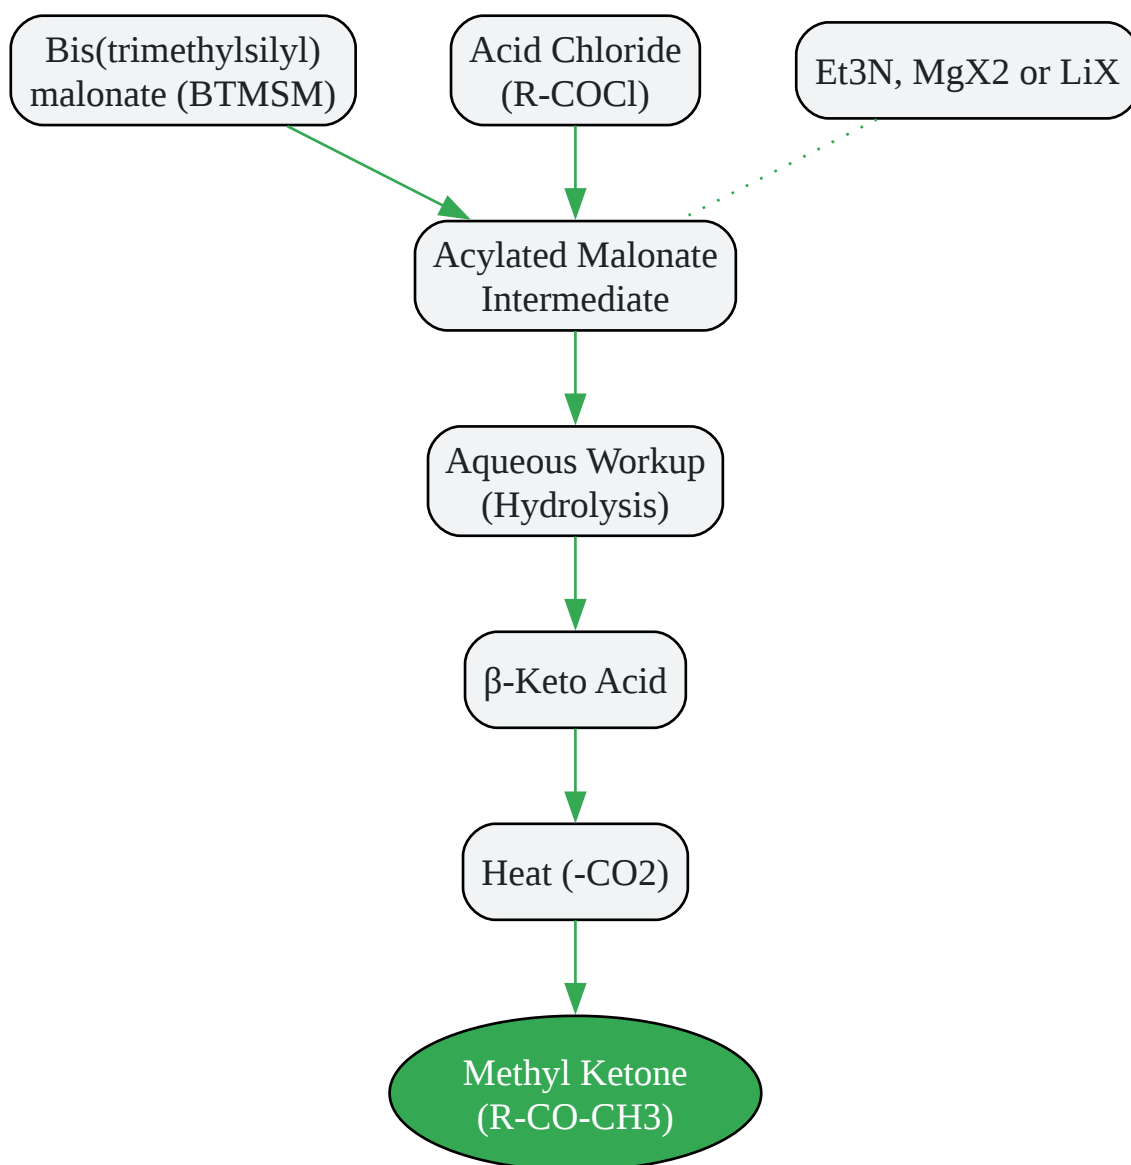 Bis(trimethylsilyl)
malonate (BTMSM)
Acid Chloride
(R-COCl)
Et3N, MgX2 or LiX
Acylated Malonate
Intermediate
Aqueous Workup
(Hydrolysis)
β-Keto Acid
Heat (-CO2)
Methyl Ketone
(R-CO-CH3)